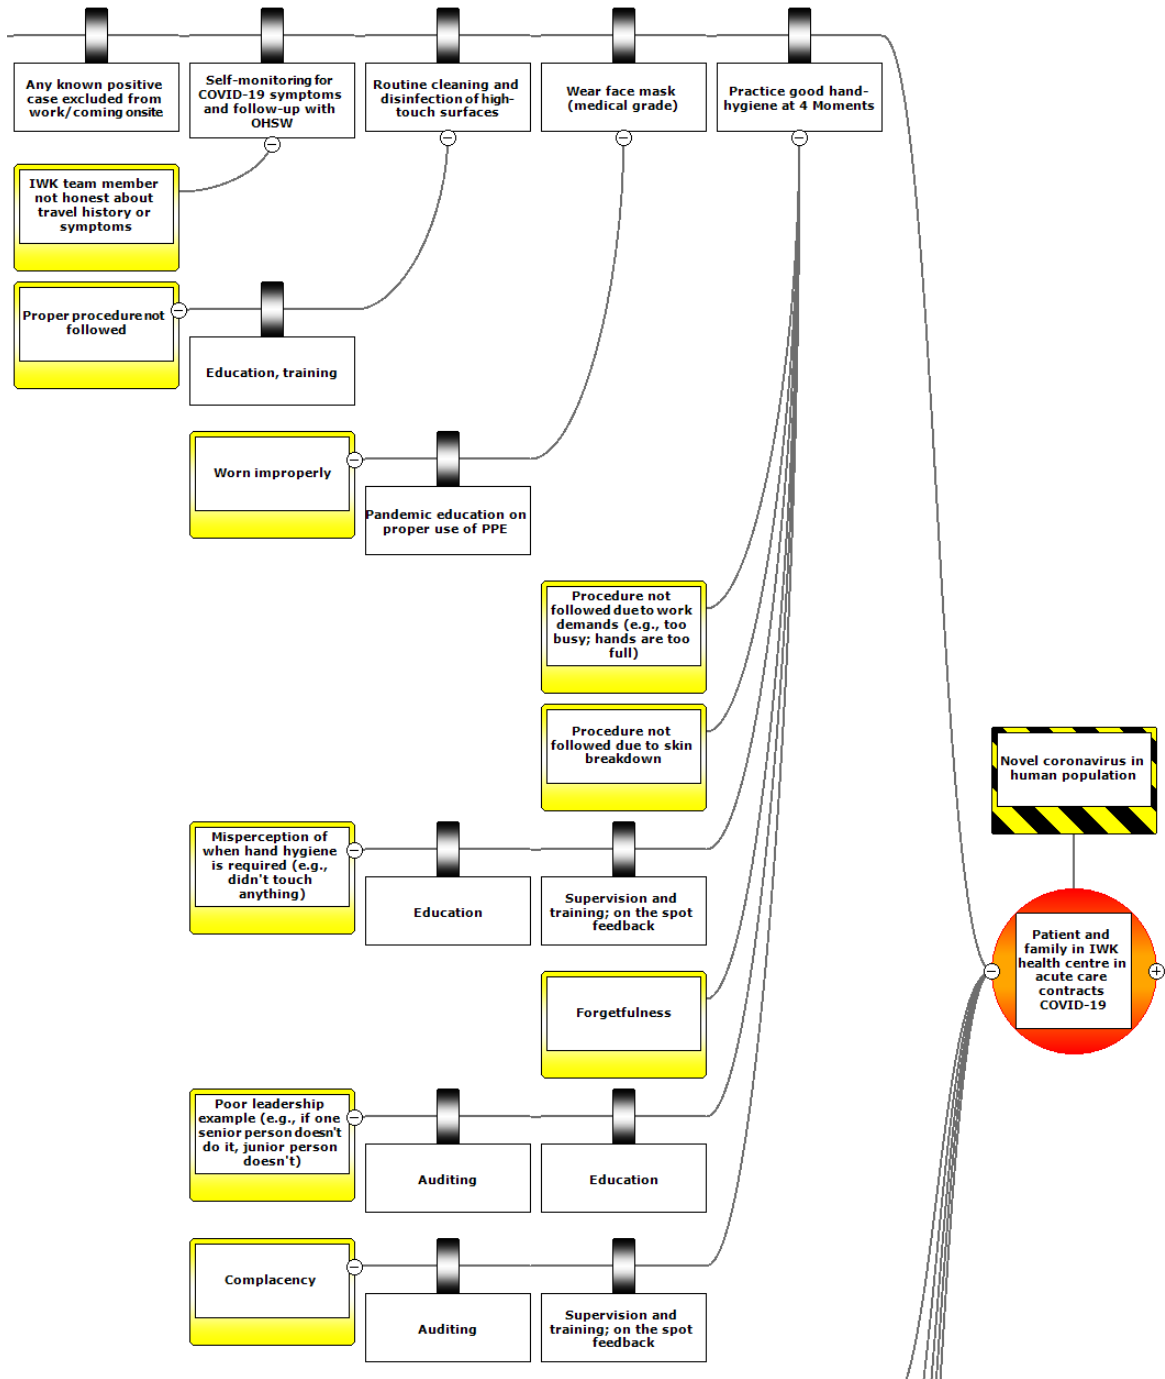 Any known positive
case excluded from
work/coming onsite
Self-monitoring for
COVID-19 symptoms
and follow-up with
OHSW
Routine cleaning and
disinfection of high-
touch surfaces
Wear face mask
(medical grade)
Practice good hand-
hygiene at 4 Moments
IWK team member
not honest about
travel history or
symptoms
Proper procedure not
followed
Education, training
Worn improperly
Pandemic education on
proper use of PPE
Procedure not
followed due to work
demands (e.g., too
busy; hands are too
full)
Procedure not
followed due to skin
breakdown
Novel coronavirus in
human population
Misperception of
when hand hygiene
is required (e.g.,
didn't touch
anything)
Education
Supervision and
training; on the spot
feedback
Patient and
family in IWK
health centre in
acute care
contracts
COVID-19
Forgetfulness
Poor leadership
example (e.g., if one
senior person doesn't
do it, junior person
doesn't)
Auditing
Education
Complacency
Auditing
Supervision and
training; on the spot
feedback